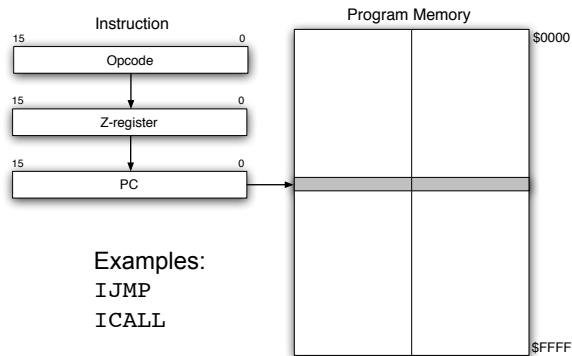 Instruction
15 0
Opcode
15 0
Z-register
15 0
PC
Program Memory
$0000
$FFFF
Examples:
IJMP
ICALL